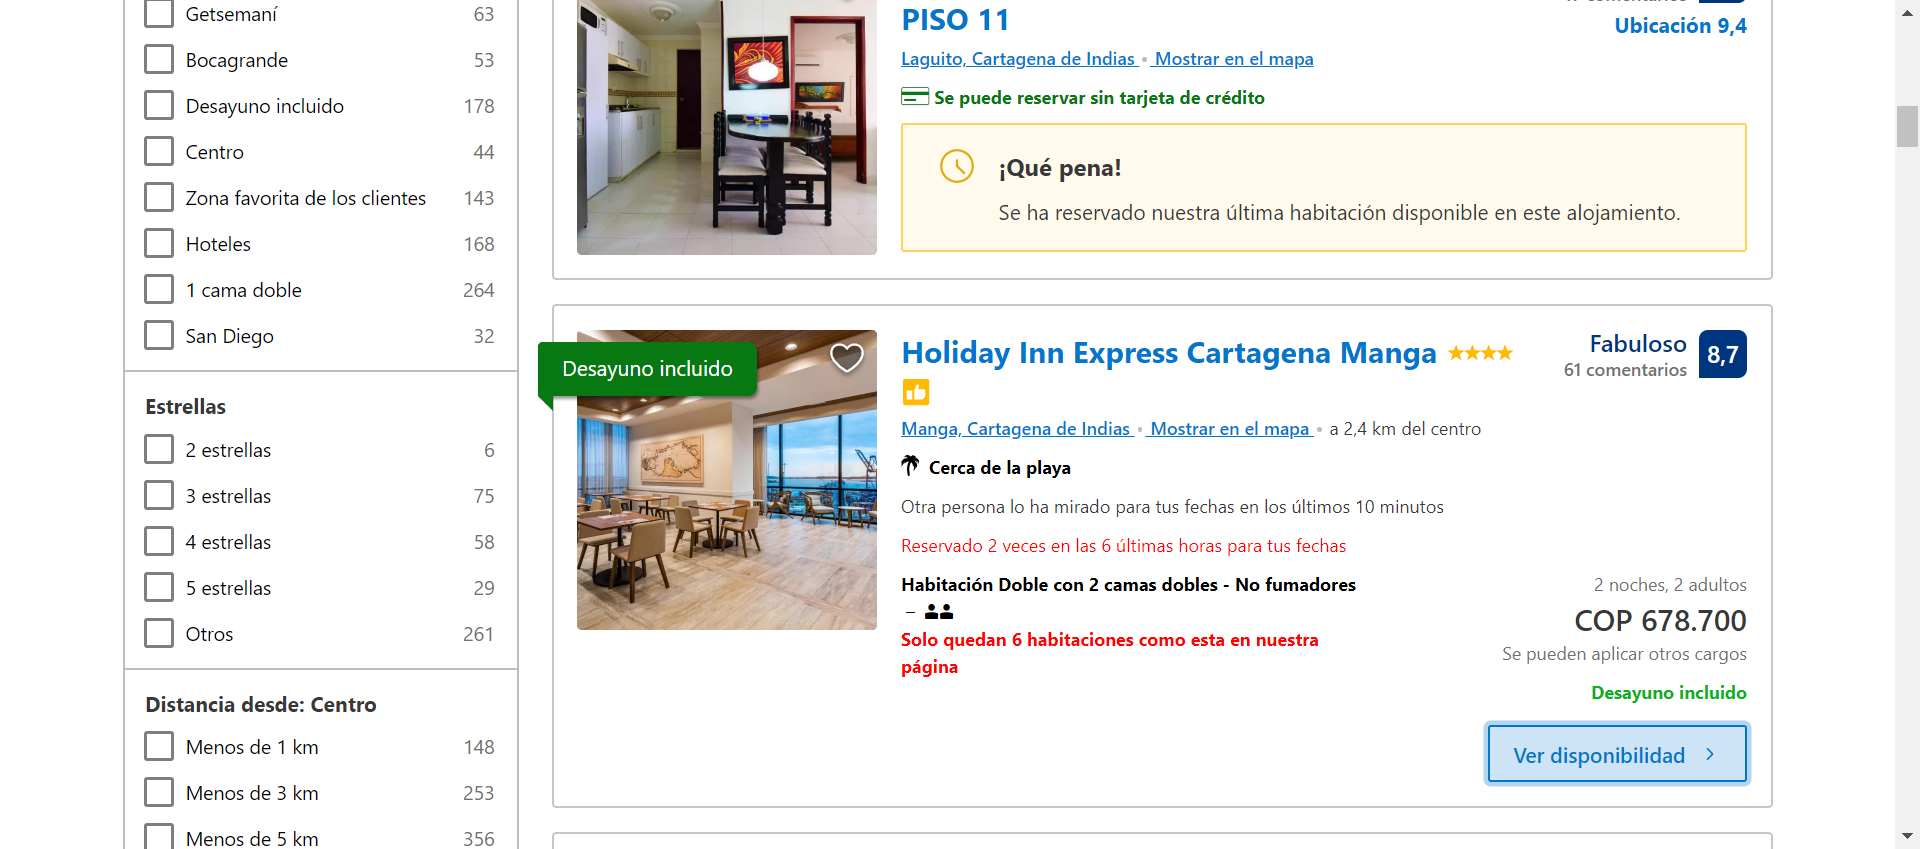 Getsemaní 63
Bocagrande 53
Desayuno incluido 178
Centro 44
Zona favorita de los clientes 143
Hoteles 168
1 cama doble 264
San Diego 32
Estrellas
2 estrellas 6
3 estrellas 75
4 estrellas 58
5 estrellas 29
Otros 261
Distancia desde: Centro
Menos de 1 km 148
Menos de 3 km 253
Menos de 5 km 356
PISO 11
Ubicación 9,4
Laguito, Cartagena de Indias • Mostrar en el mapa
Se puede reservar sin tarjeta de crédito
¡Qué pena!
Se ha reservado nuestra última habitación disponible en este alojamiento.
Desayuno incluido
Holiday Inn Express Cartagena Manga
Fabuloso 8,7
61 comentarios
Manga, Cartagena de Indias • Mostrar en el mapa • a 2,4 km del centro
Cerca de la playa
Otra persona lo ha mirado para tus fechas en los últimos 10 minutos
Reservado 2 veces en las 6 últimas horas para tus fechas
Habitación Doble con 2 camas dobles - No fumadores
–
Solo quedan 6 habitaciones como esta en nuestra
página
2 noches, 2 adultos
COP 678.700
Se pueden aplicar otros cargos
Desayuno incluido
Ver disponibilidad